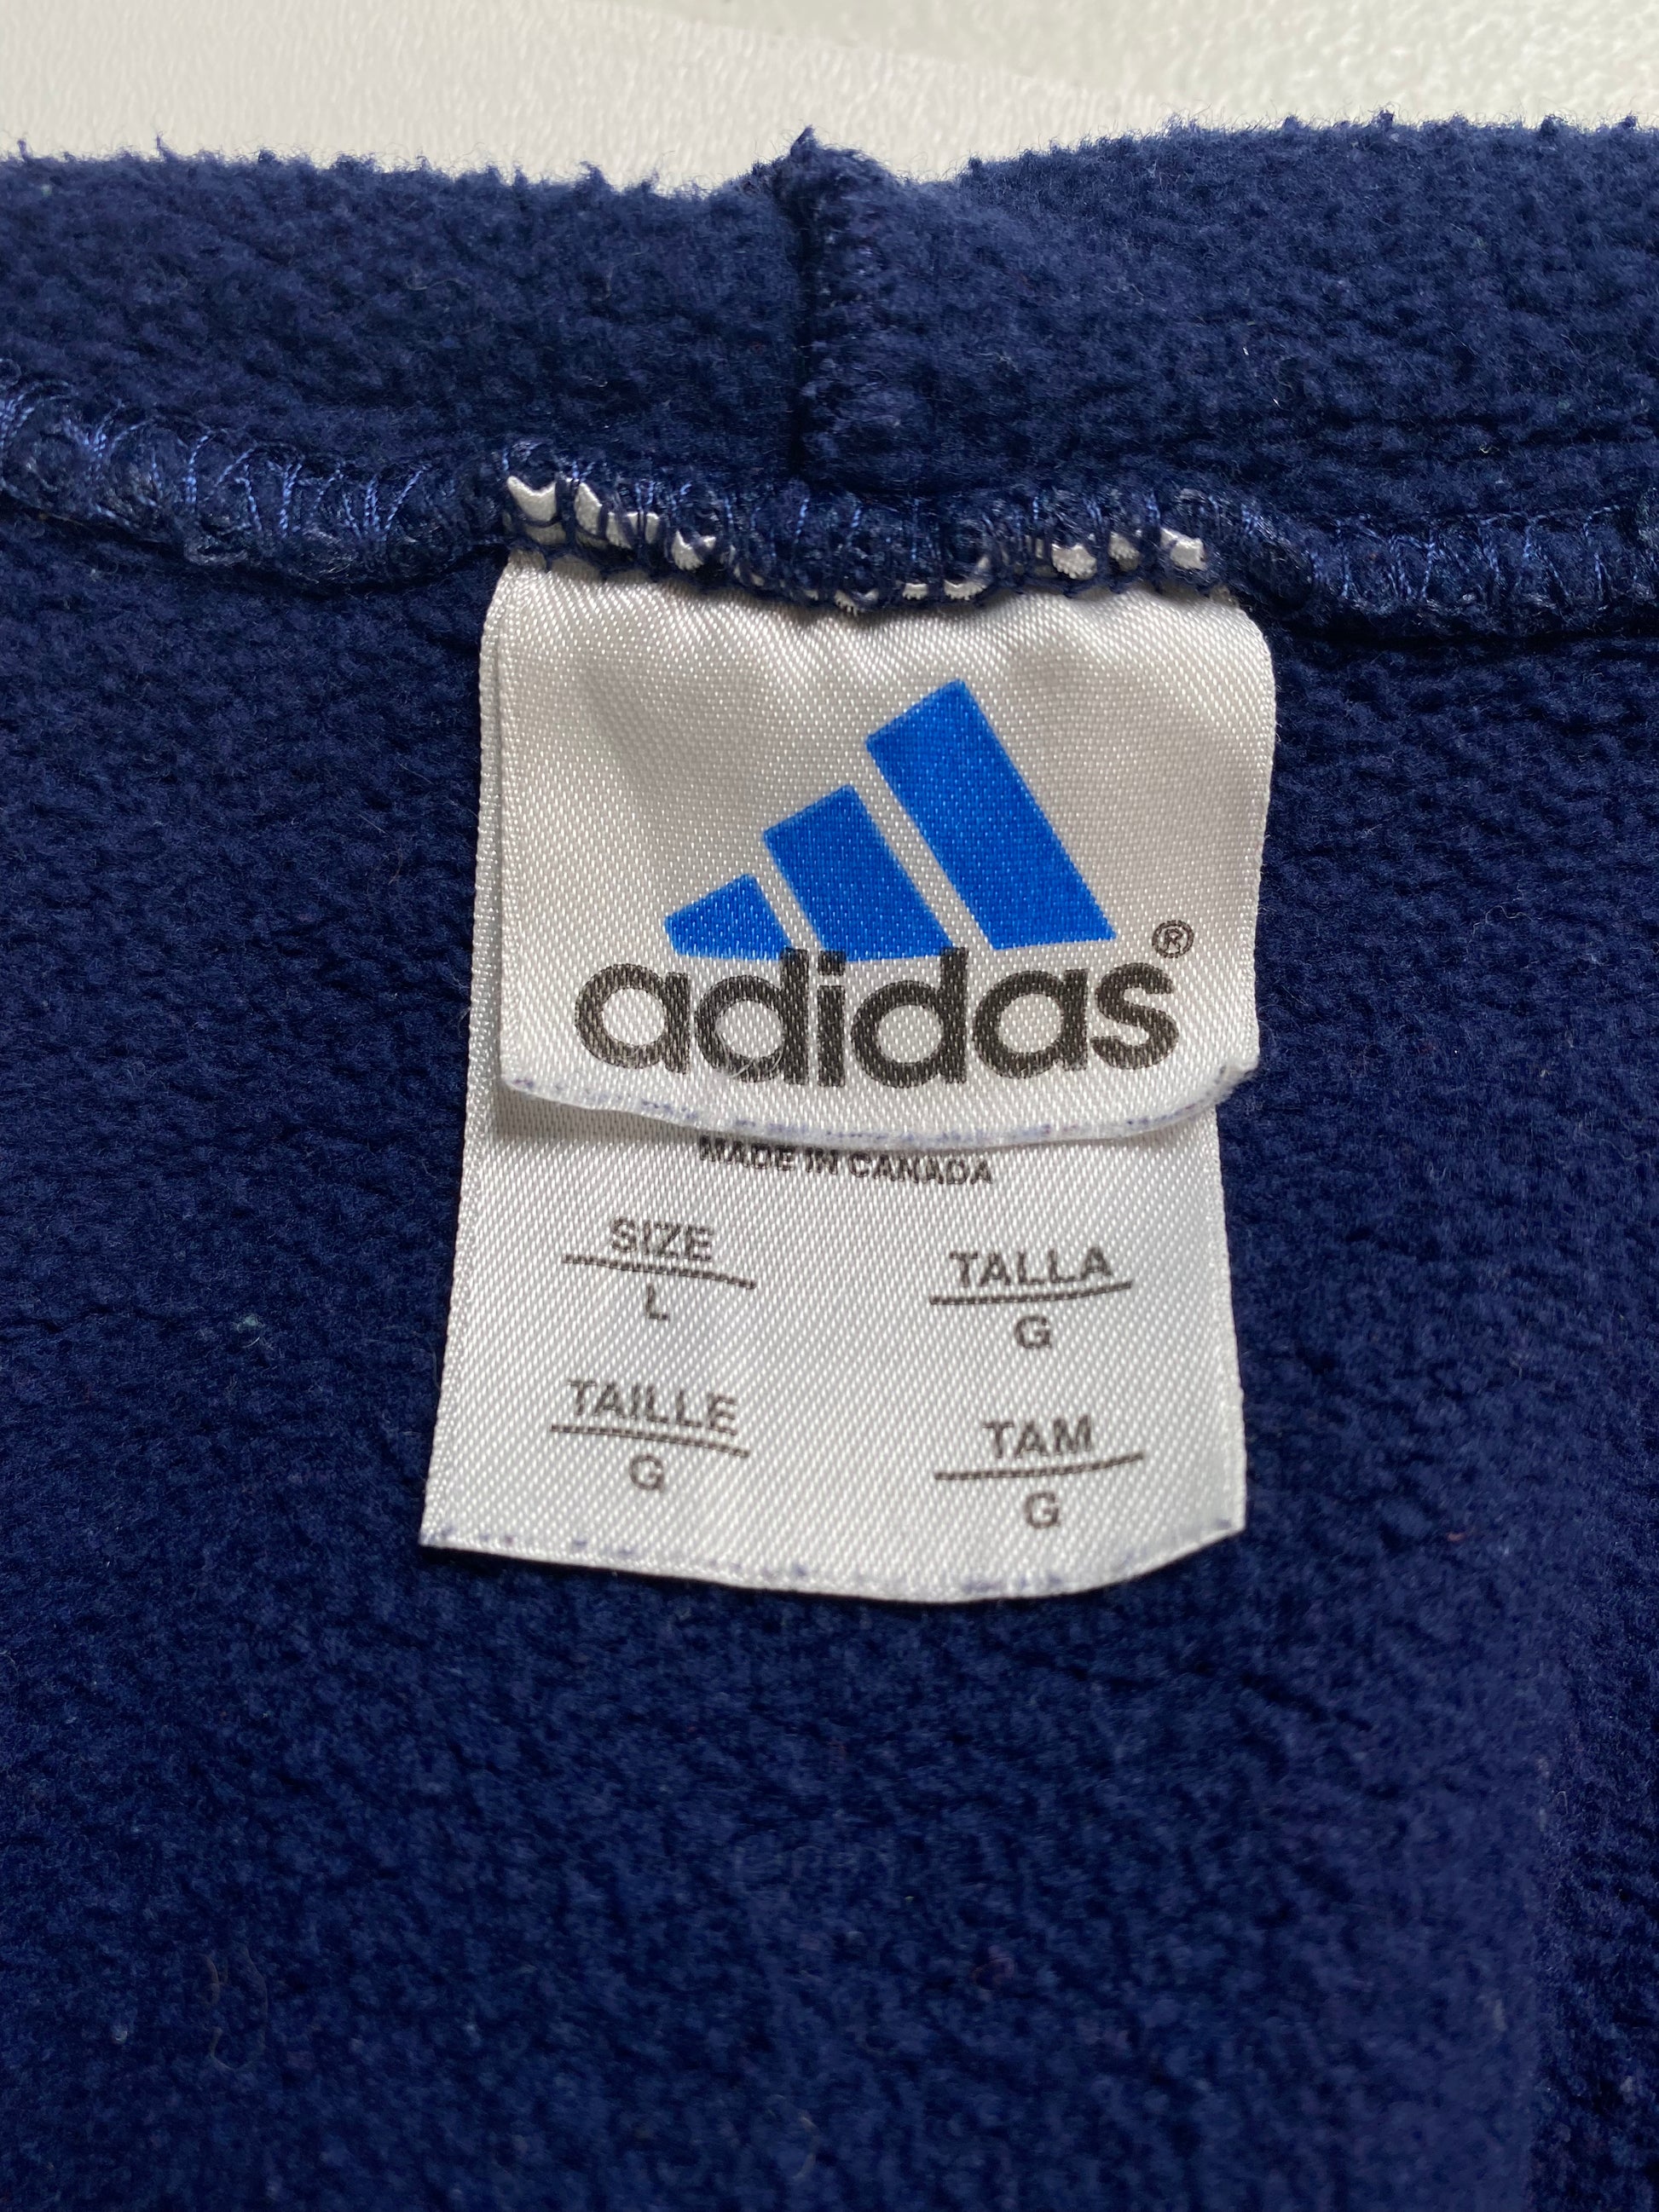 adidas®
MADE IN CANADA
SIZE
L
TALLA
G
TAILLE
G
TAM
G